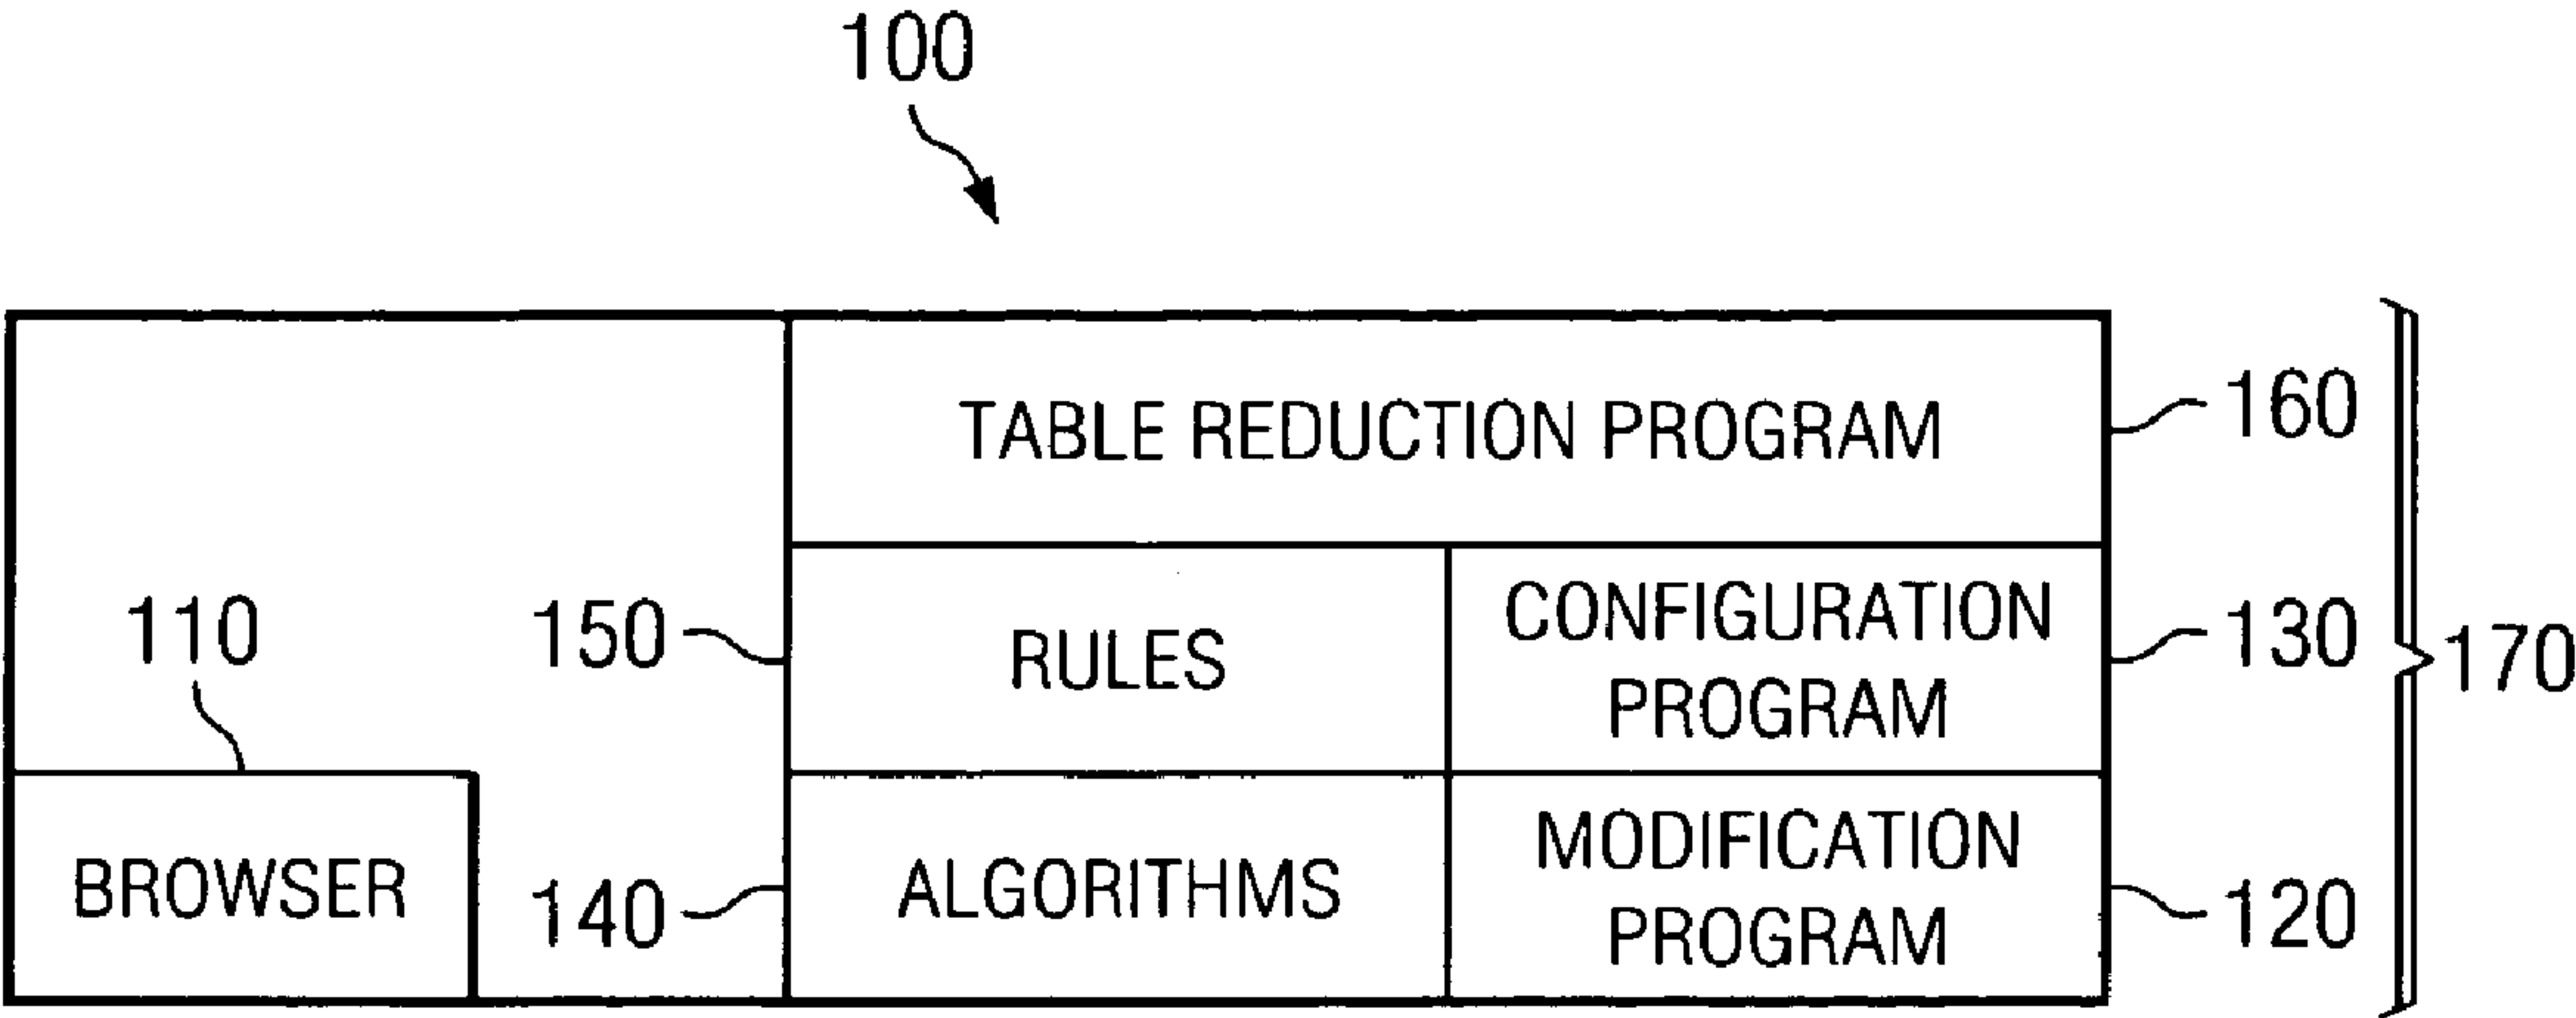 100
TABLE REDUCTION PROGRAM
160
110
150
RULES
CONFIGURATION
PROGRAM
130
170
BROWSER
140
ALGORITHMS
MODIFICATION
PROGRAM
120